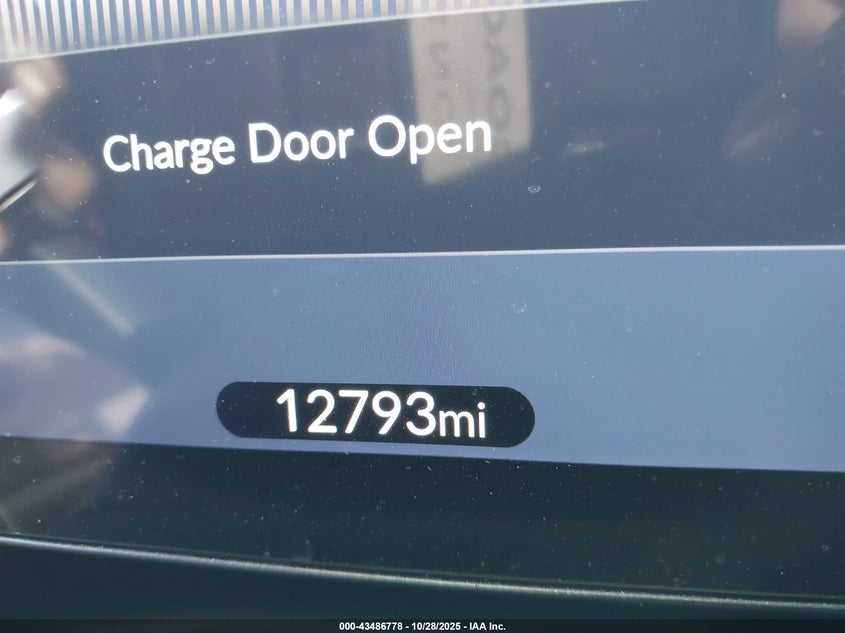 Charge Door Open
12793mi
000-43486778 - 10/28/2025 - IAA Inc.